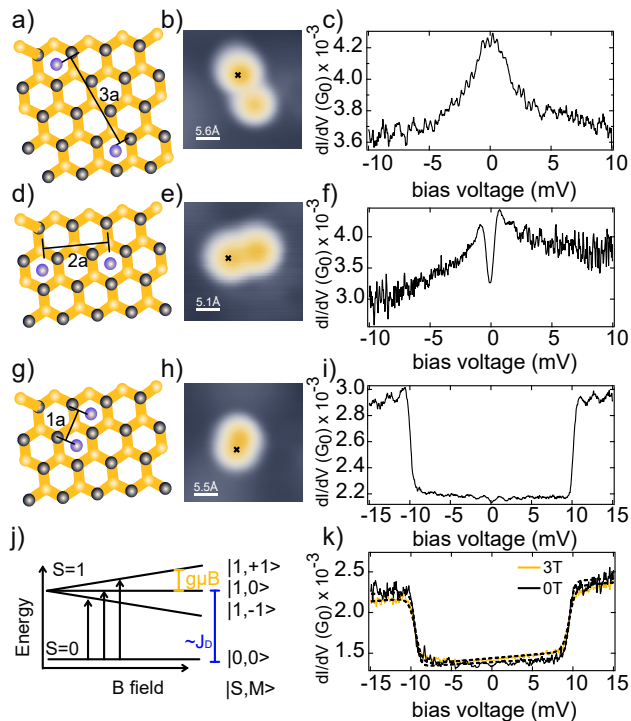 a)
3a
b)
5.6Å
c)
dI/dV (G0) x 10-3
4.2
4.0
3.8
3.6
-10
-5
0
5
10
bias voltage (mV)
d)
2a
e)
5.1Å
f)
dI/dV (G0) x 10-3
4.0
3.5
3.0
-10
-5
0
5
10
bias voltage (mV)
g)
1a
h)
5.5Å
i)
dI/dV (G0) x 10-3
3.0
2.8
2.6
2.4
2.2
-15
-10
-5
0
5
10
15
bias voltage (mV)
j)
Energy
S=1
S=0
|1,+1>
gμB
|1,0>
|1,-1>
~JD
|0,0>
B field
|S,M>
k)
dI/dV (G0) x 10-3
2.5
2.0
1.5
3T
0T
-15
-10
-5
0
5
10
15
bias voltage (mV)